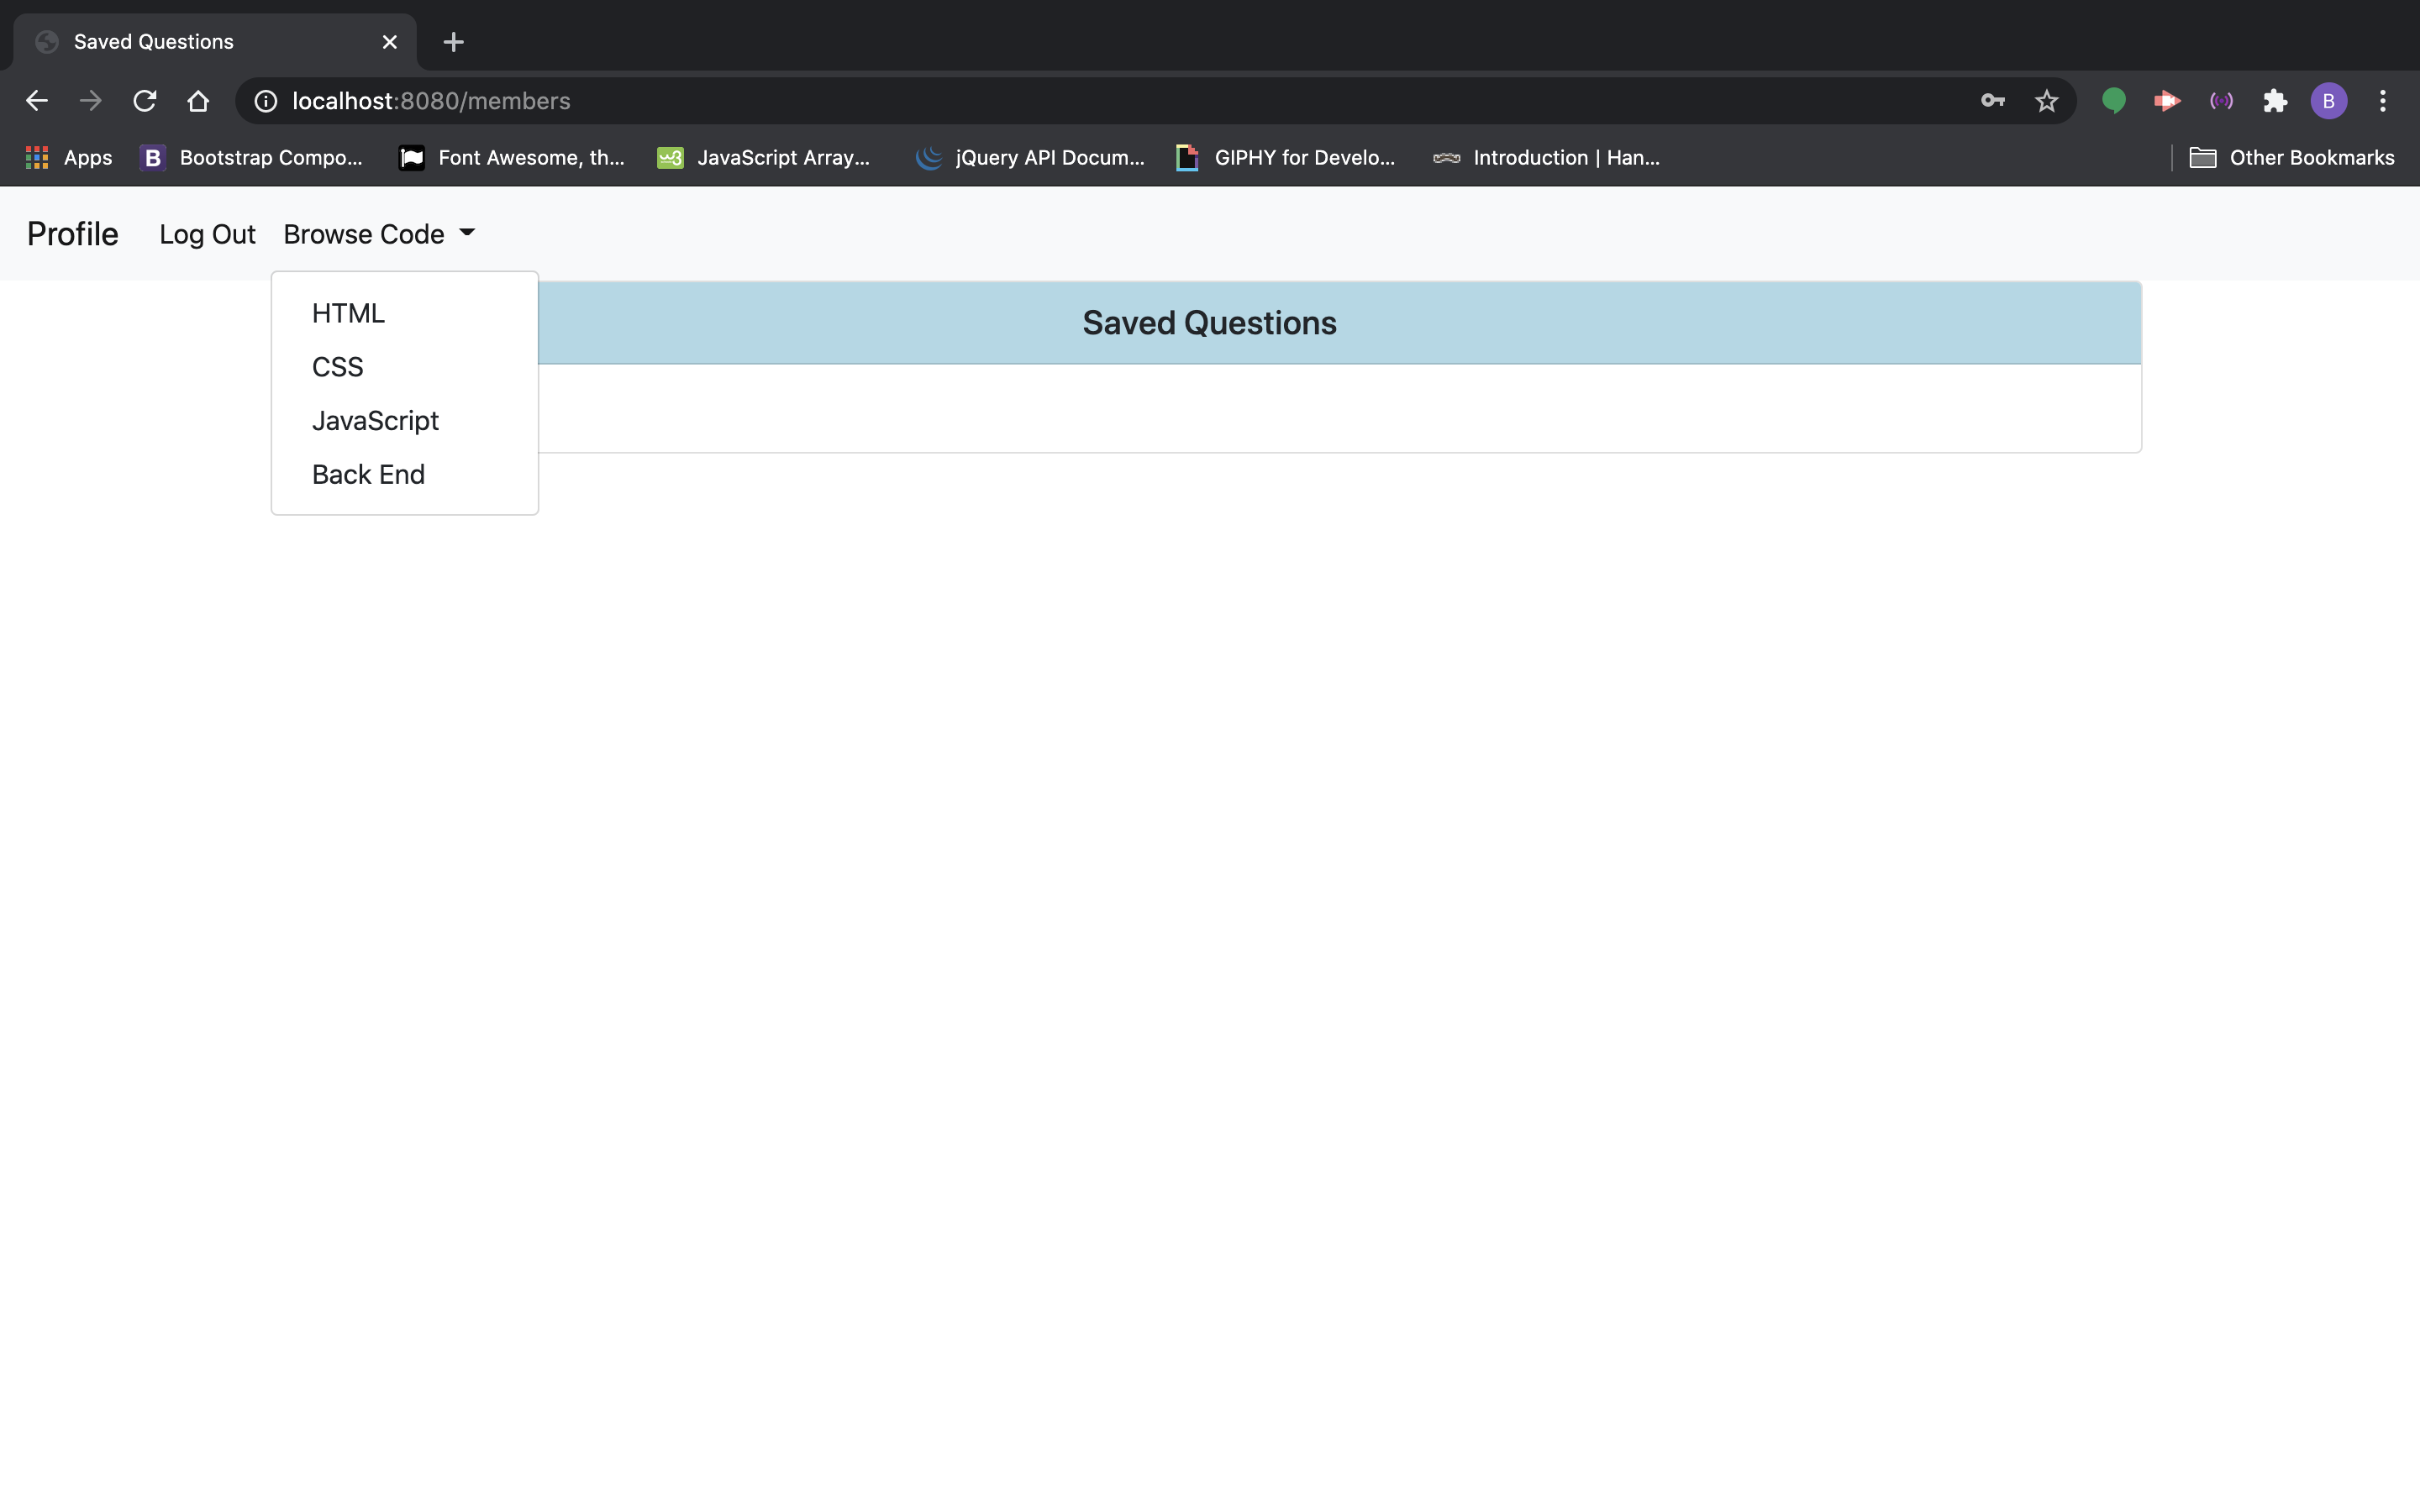 Saved Questions
localhost:8080/members
Apps B Bootstrap Compo... Font Awesome, th... w3 JavaScript Array... jQuery API Docum... GIPHY for Develo... Introduction | Han... Other Bookmarks
B
Profile Log Out Browse Code
HTML
Saved Questions
CSS
JavaScript
Back End